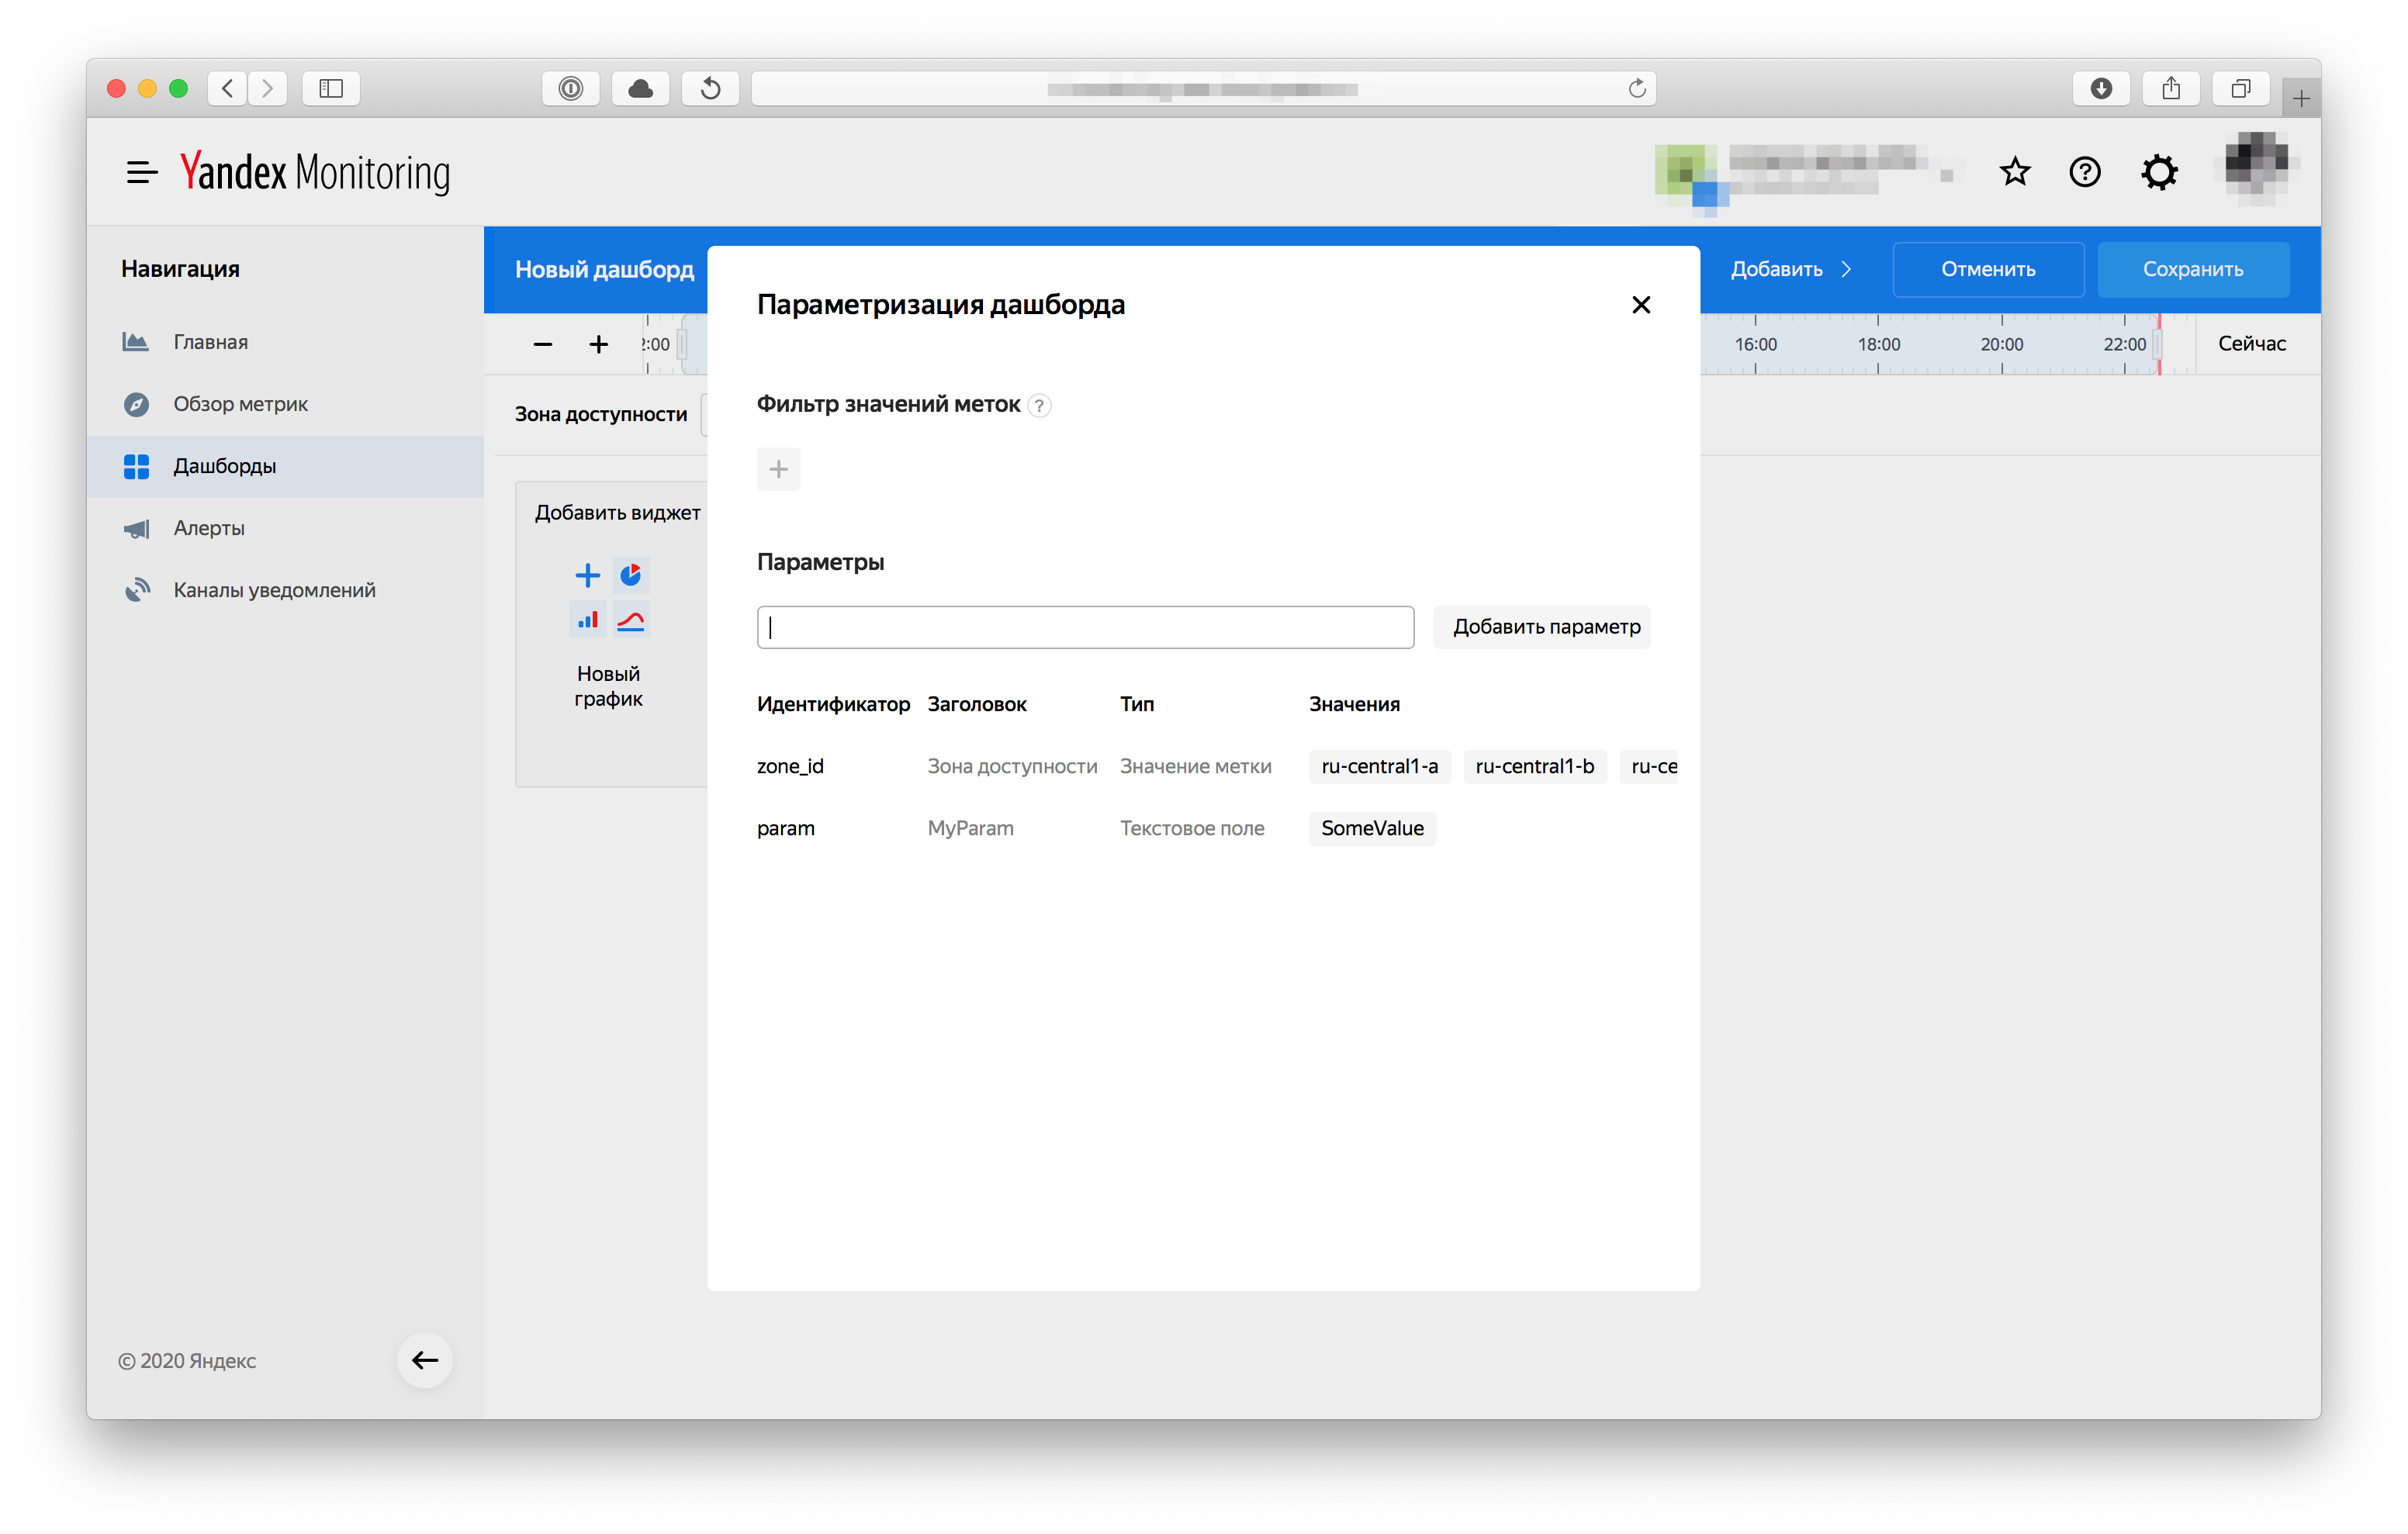 Yandex Monitoring
Навигация
Главная
Обзор метрик
Дашборды
Алерты
Каналы уведомлений
© 2020 Яндекс
Новый дашборд
Добавить
Отменить
Сохранить
:00
16:00
18:00
20:00
22:00
Сейчас
Зона доступности
Добавить виджет
Новый
график
Параметризация дашборда
Фильтр значений меток ?
Параметры
Добавить параметр
Идентификатор Заголовок Тип Значения
zone_id Зона доступности Значение метки ru-central1-a ru-central1-b ru-ce
param MyParam Текстовое поле SomeValue